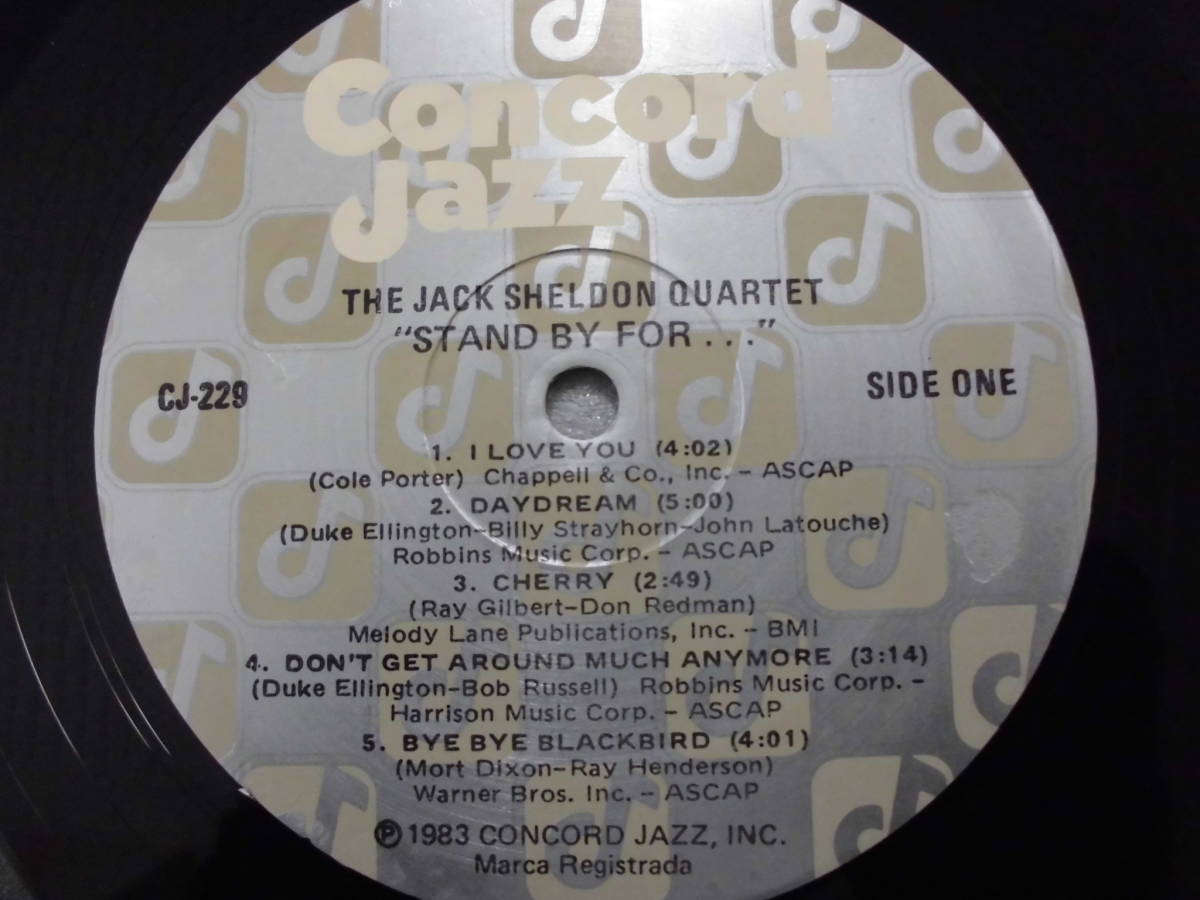 Concord
Jazz
THE JACK SHELDON QUARTET
"STAND BY FOR . . ."
CJ-229
SIDE ONE
1. I LOVE YOU (4:02)
(Cole Porter) Chappell & Co., Inc. – ASCAP
2. DAYDREAM (5:00)
(Duke Ellington–Billy Strayhorn–John Latouche)
Robbins Music Corp. – ASCAP
3. CHERRY (2:49)
(Ray Gilbert–Don Redman)
Melody Lane Publications, Inc. – BMI
4. DON'T GET AROUND MUCH ANYMORE (3:14)
(Duke Ellington–Bob Russell) Robbins Music Corp. –
Harrison Music Corp. – ASCAP
5. BYE BYE BLACKBIRD (4:01)
(Mort Dixon–Ray Henderson)
Warner Bros. Inc. – ASCAP
℗ 1983 CONCORD JAZZ, INC.
Marca Registrada